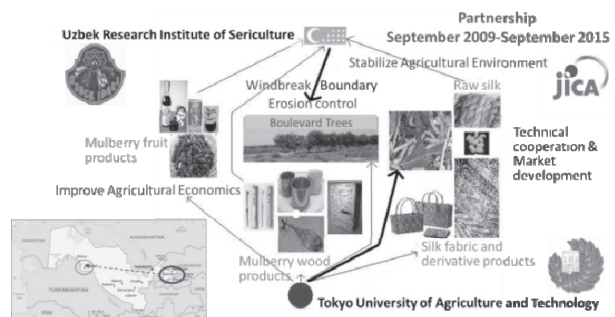 Uzbek Research Institute of Sericulture
Partnership
September 2009-September 2015
Stabilize Agricultural Environment
Windbreak
Boundary
Erosion control
Boulevard Trees
Raw silk
jICA
Mulberry fruit
products
Technical
cooperation &
Market
development
Improve Agricultural Economics
Mulberry wood
products
Silk fabric and
derivative products
KAZAKHSTAN
TURKMENISTAN
Tokyo University of Agriculture and Technology